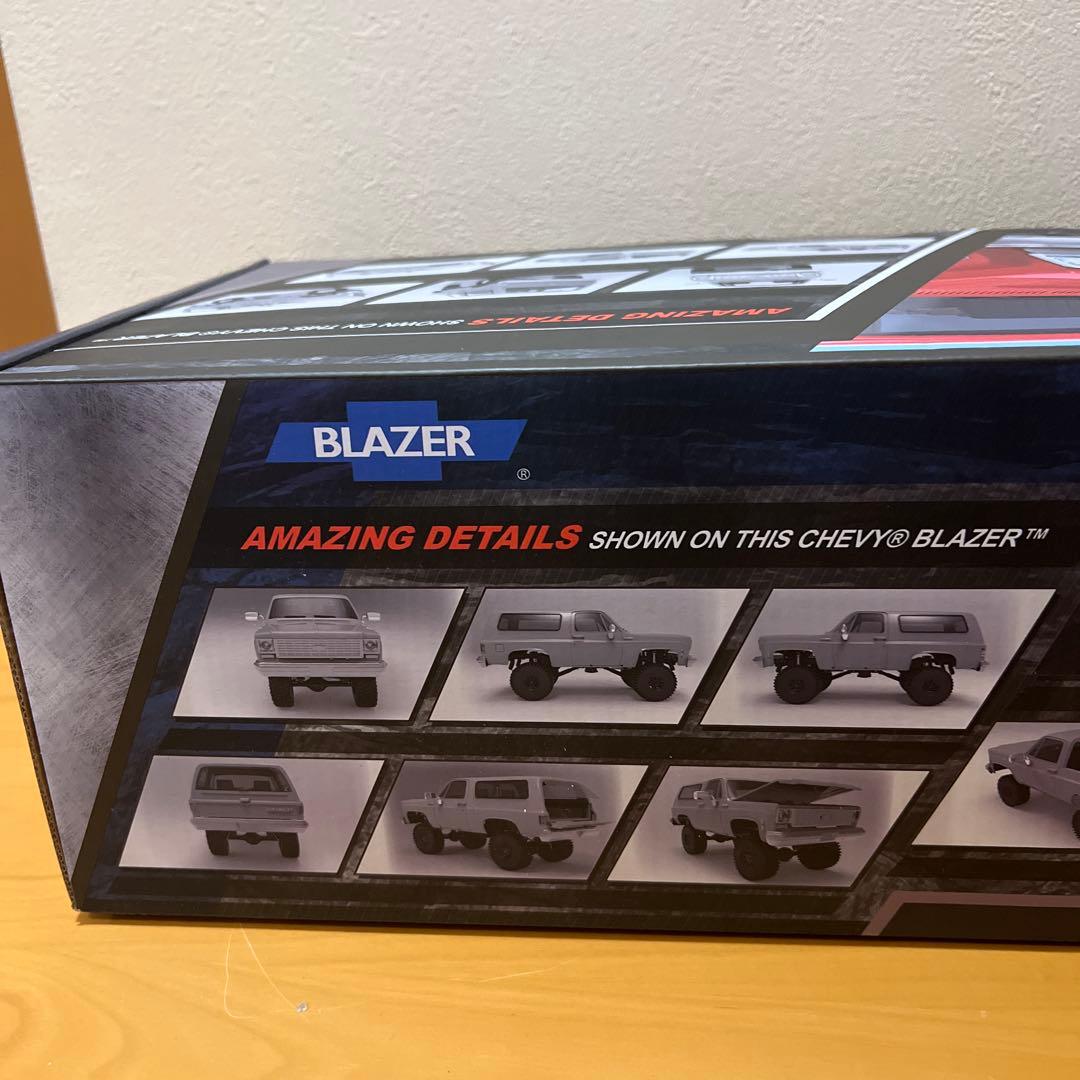 AMAZING DETAILS SHOWN ON THIS CHEVY® BLAZER™
BLAZER
®
AMAZING DETAILS SHOWN ON THIS CHEVY® BLAZER™